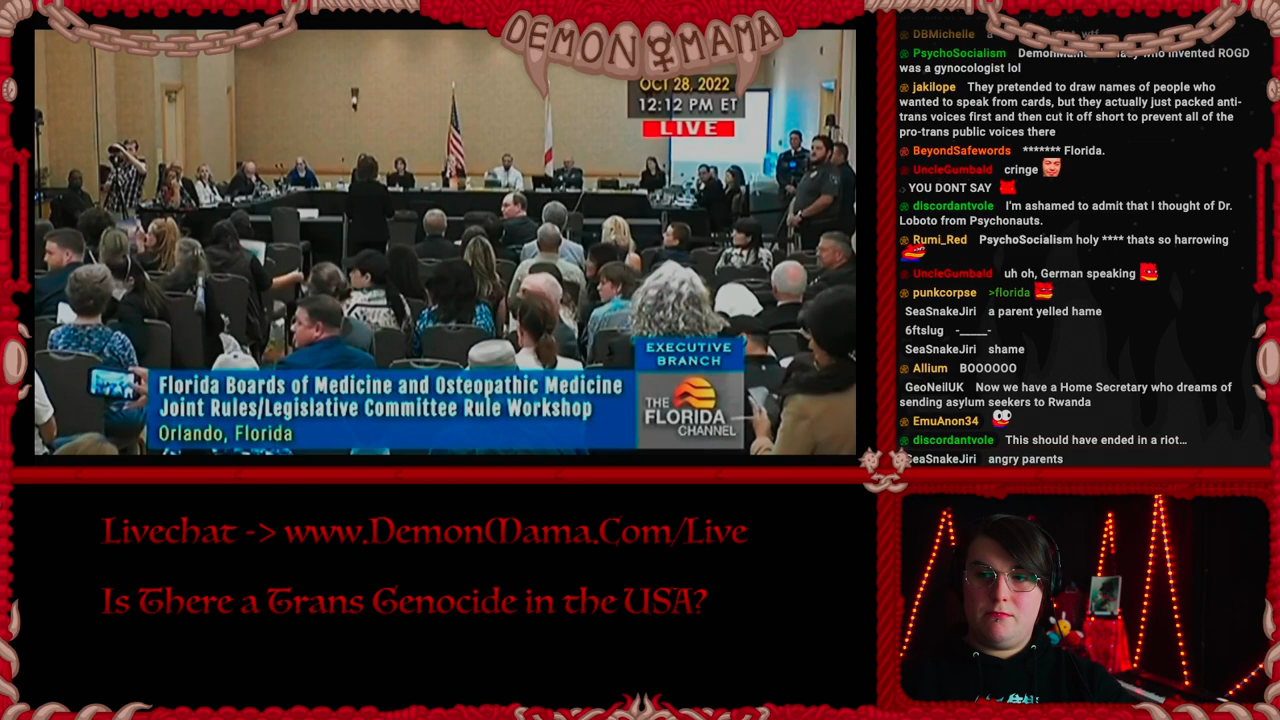 DEMON MAMA
OCT 28, 2022
12:12 PM ET
LIVE
EXECUTIVE
BRANCH
THE
FLORIDA
CHANNEL
Florida Boards of Medicine and Osteopathic Medicine
Joint Rules/Legislative Committee Rule Workshop
Orlando, Florida
DBMichelle a wtf
PsychoSocialism who invented ROGD
was a gynocologist lol
jakilope They pretended to draw names of people who
wanted to speak from cards, but they actually just packed anti-
trans voices first and then cut it off short to prevent all of the
pro-trans public voices there
BeyondSafewords ******* Florida.
UncleGumbald cringe
YOU DONT SAY
discordantvole I'm ashamed to admit that I thought of Dr.
Loboto from Psychonauts.
Rumi_Red PsychoSocialism holy **** thats so harrowing
UncleGumbald uh oh, German speaking
punkcorpse >florida
SeaSnakeJiri a parent yelled hame
6ftslug -_____-
SeaSnakeJiri shame
Allium BOOOOOO
GeoNeilUK Now we have a Home Secretary who dreams of
sending asylum seekers to Rwanda
EmuAnon34
discordantvole This should have ended in a riot...
SeaSnakeJiri angry parents
Livechat -> www.DemonMama.Com/Live
Is There a Trans Genocide in the USA?